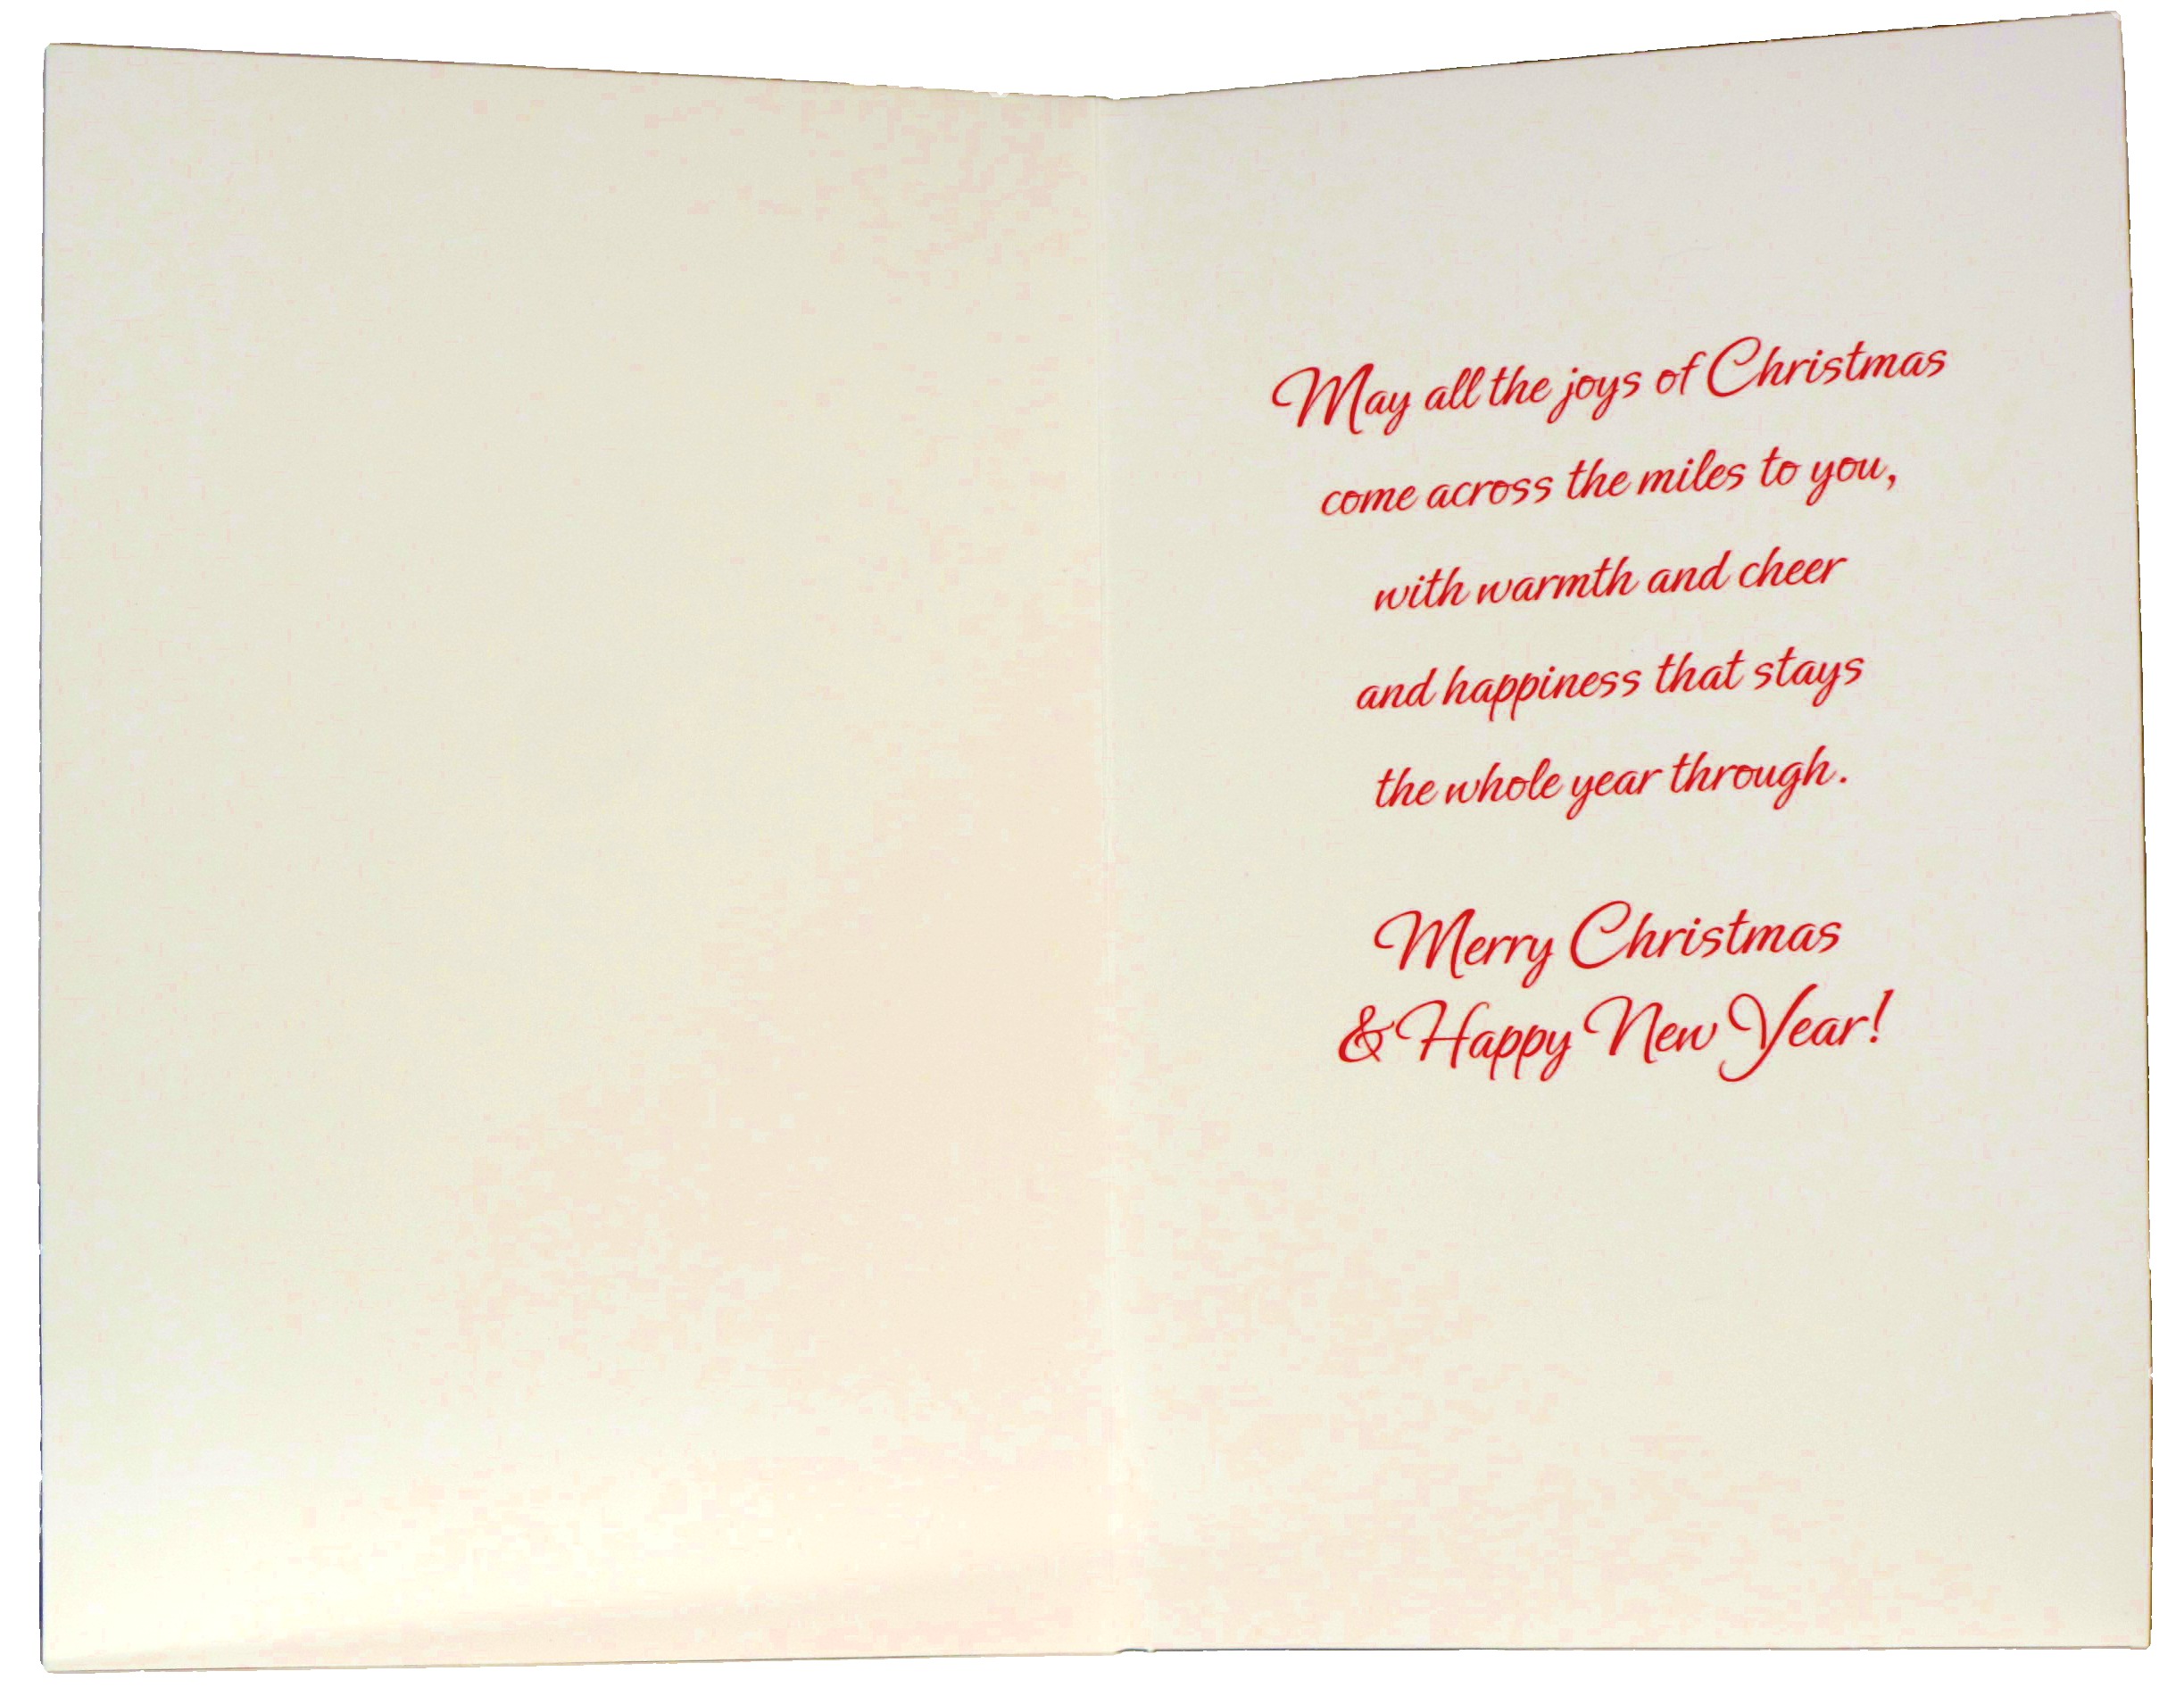 May all the joys of Christmas
come across the miles to you,
with warmth and cheer
and happiness that stays
the whole year through.
Merry Christmas
& Happy New Year!